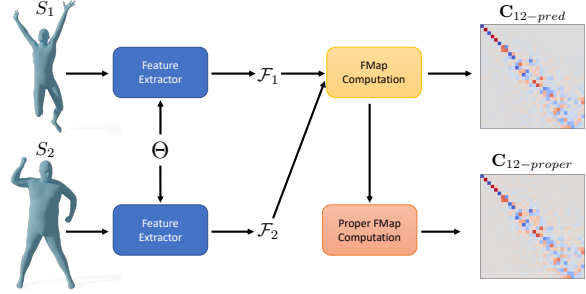 S₁
Feature
Extractor
F₁
FMap
Computation
C₁₂₋pred
Θ
S₂
Feature
Extractor
F₂
Proper FMap
Computation
C₁₂₋proper